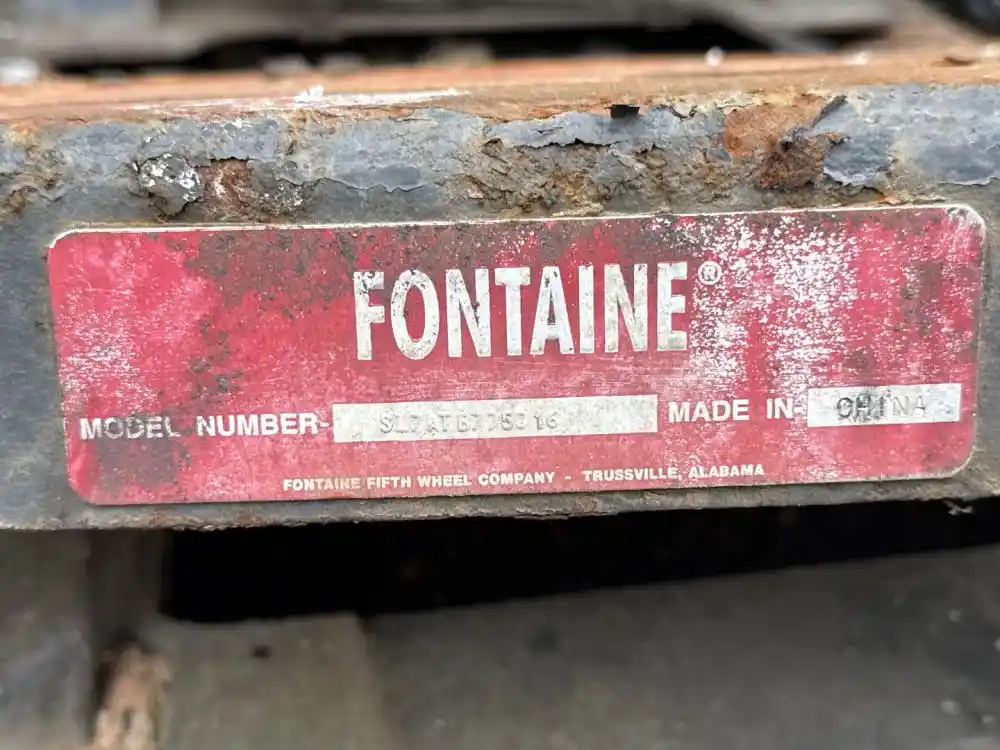 FONTAINE®
MODEL NUMBER- MADE IN- CHINA
FONTAINE FIFTH WHEEL COMPANY - TRUSSVILLE, ALABAMA